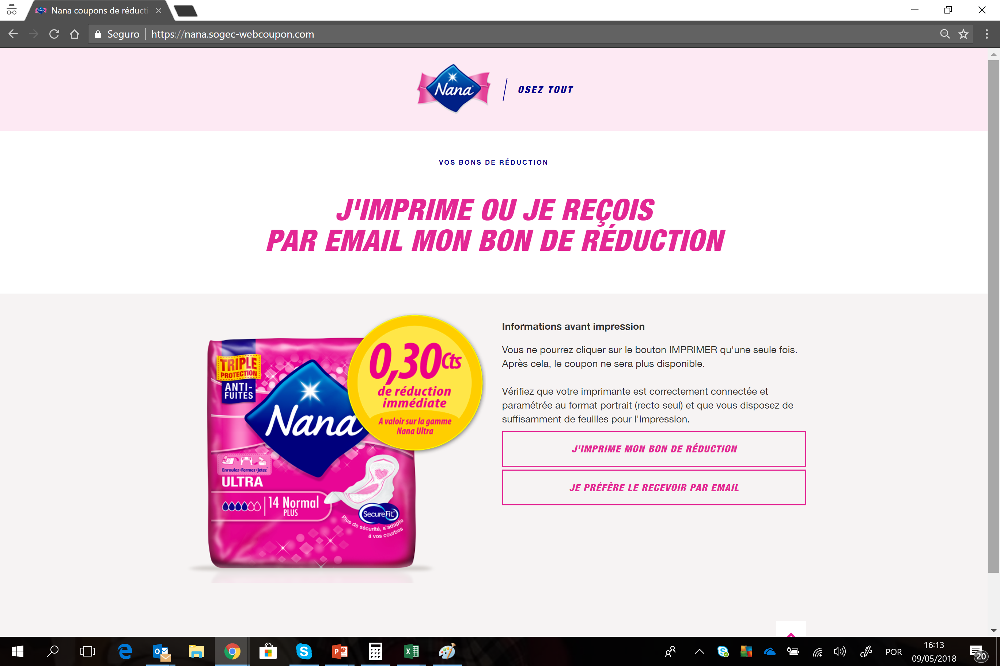 Nana coupons de réducti
Seguro
https://nana.sogec-webcoupon.com
Nana
OSEZ TOUT
VOS BONS DE RÉDUCTION
J'IMPRIME OU JE REÇOIS
PAR EMAIL MON BON DE RÉDUCTION
TRIPLE
PROTECTION
ANTI-
FUITES
Nana
0,30Cts
de réduction
immédiate
A valoir sur la gamme
Nana Ultra
Enroulez•Fermez•Jetez
ULTRA
14 Normal
PLUS
SecureFit™
Plus de sécurité, s'adapte
à vos courbes
Informations avant impression
Vous ne pourrez cliquer sur le bouton IMPRIMER qu'une seule fois.
Après cela, le coupon ne sera plus disponible.
Vérifiez que votre imprimante est correctement connectée et
paramétrée au format portrait (recto seul) et que vous disposez de
suffisamment de feuilles pour l'impression.
J'IMPRIME MON BON DE RÉDUCTION
JE PRÉFÈRE LE RECEVOIR PAR EMAIL
POR
16:13
09/05/2018
20